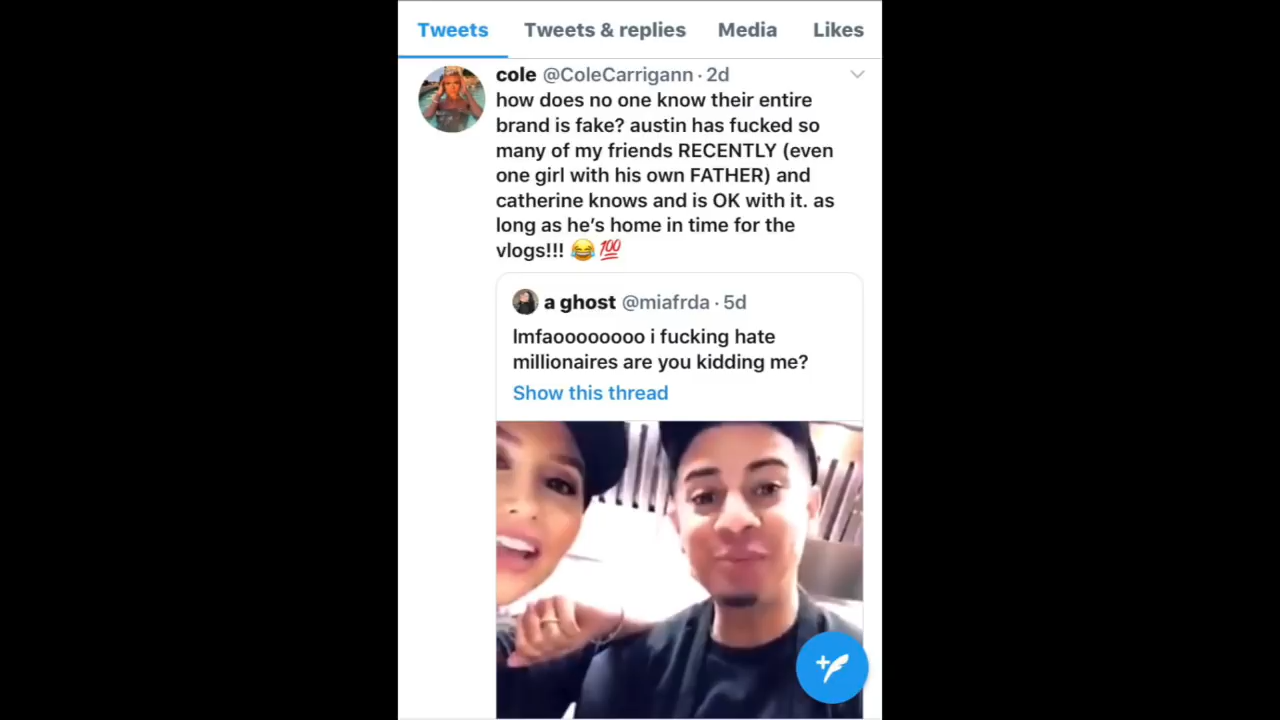 Tweets Tweets & replies Media Likes
cole @ColeCarrigann · 2d
how does no one know their entire
brand is fake? austin has fucked so
many of my friends RECENTLY (even
one girl with his own FATHER) and
catherine knows and is OK with it. as
long as he’s home in time for the
vlogs!!! 😂 💯
a ghost @miafrda · 5d
lmfaoooooooo i fucking hate
millionaires are you kidding me?
Show this thread